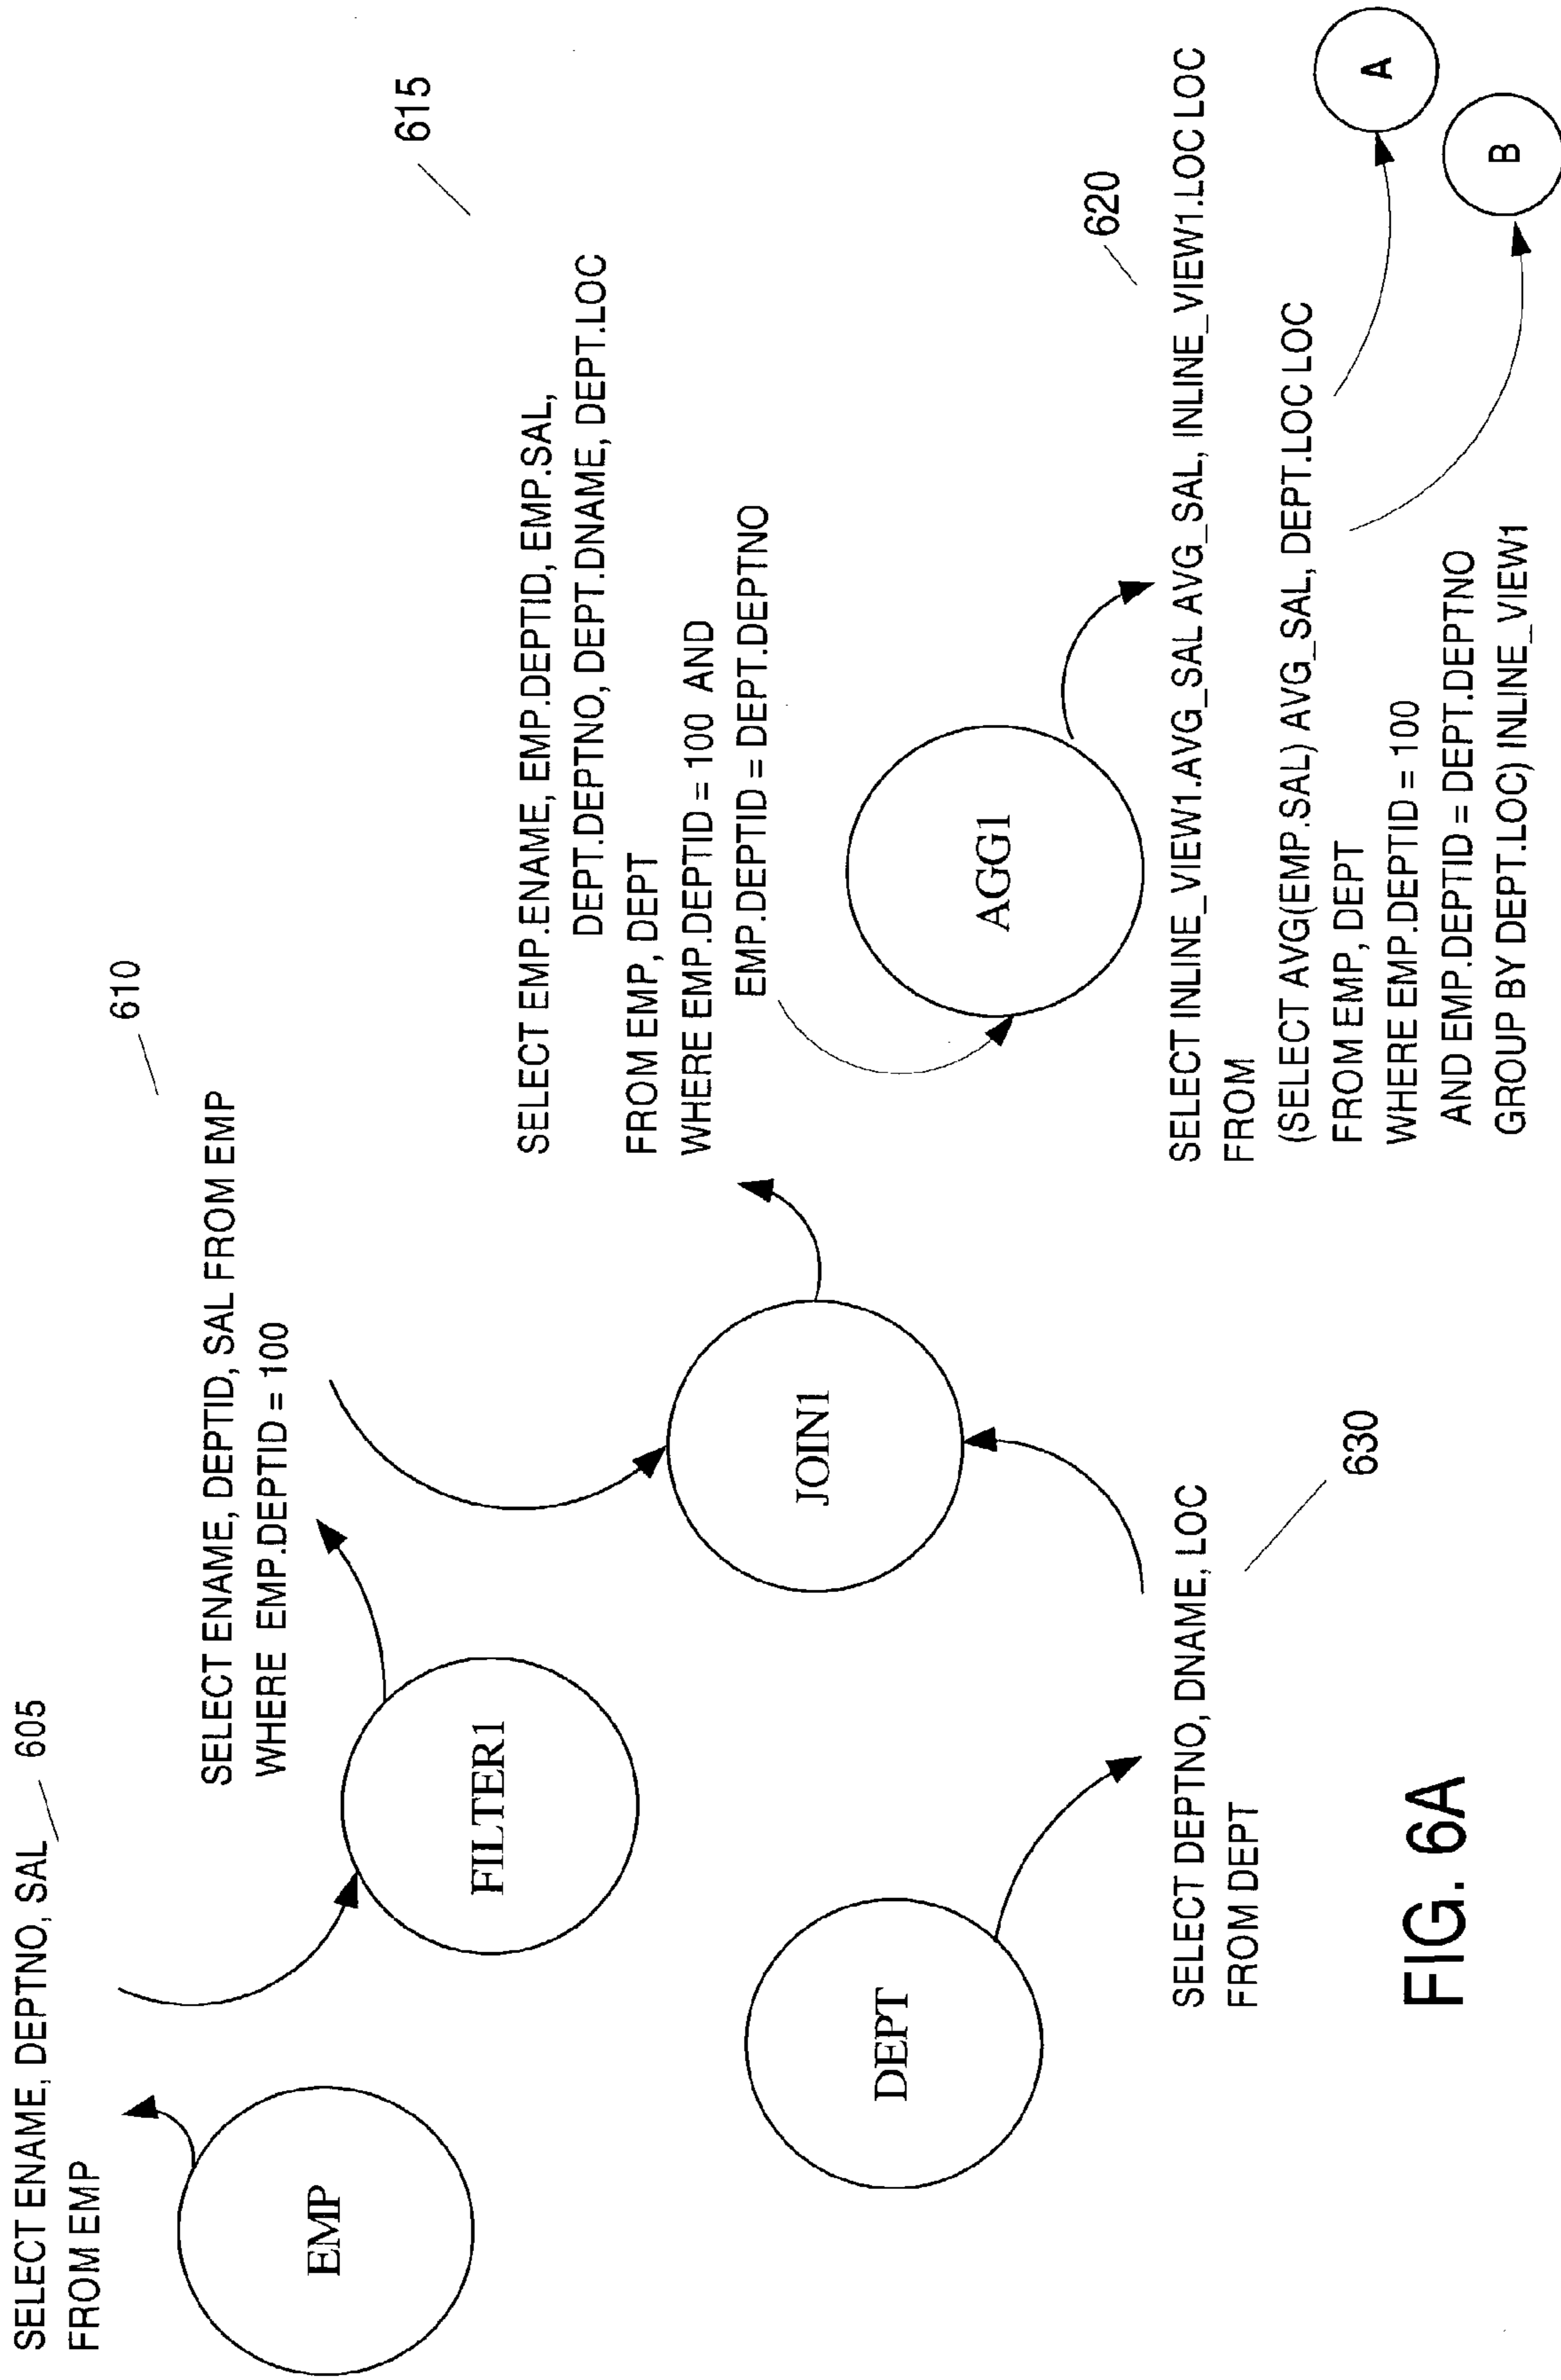 SELECT ENAME, DEPTNO, SAL
FROM EMP
605
EMP
FILTER1
SELECT ENAME, DEPTID, SAL FROM EMP
WHERE EMP.DEPTID = 100
610
DEPT
SELECT DEPTNO, DNAME, LOC
FROM DEPT
630
JOIN1
SELECT EMP.ENAME, EMP.DEPTID, EMP.SAL,
DEPT.DEPTNO, DEPT.DNAME, DEPT.LOC
FROM EMP, DEPT
WHERE EMP.DEPTID = 100 AND
EMP.DEPTID = DEPT.DEPTNO
615
AGG1
620
SELECT INLINE_VIEW1.AVG_SAL AVG_SAL, INLINE_VIEW1.LOC LOC
FROM
(SELECT AVG(EMP.SAL) AVG_SAL, DEPT.LOC LOC
FROM EMP, DEPT
WHERE EMP.DEPTID = 100
AND EMP.DEPTID = DEPT.DEPTNO
GROUP BY DEPT.LOC) INLINE_VIEW1
A
B
FIG. 6A